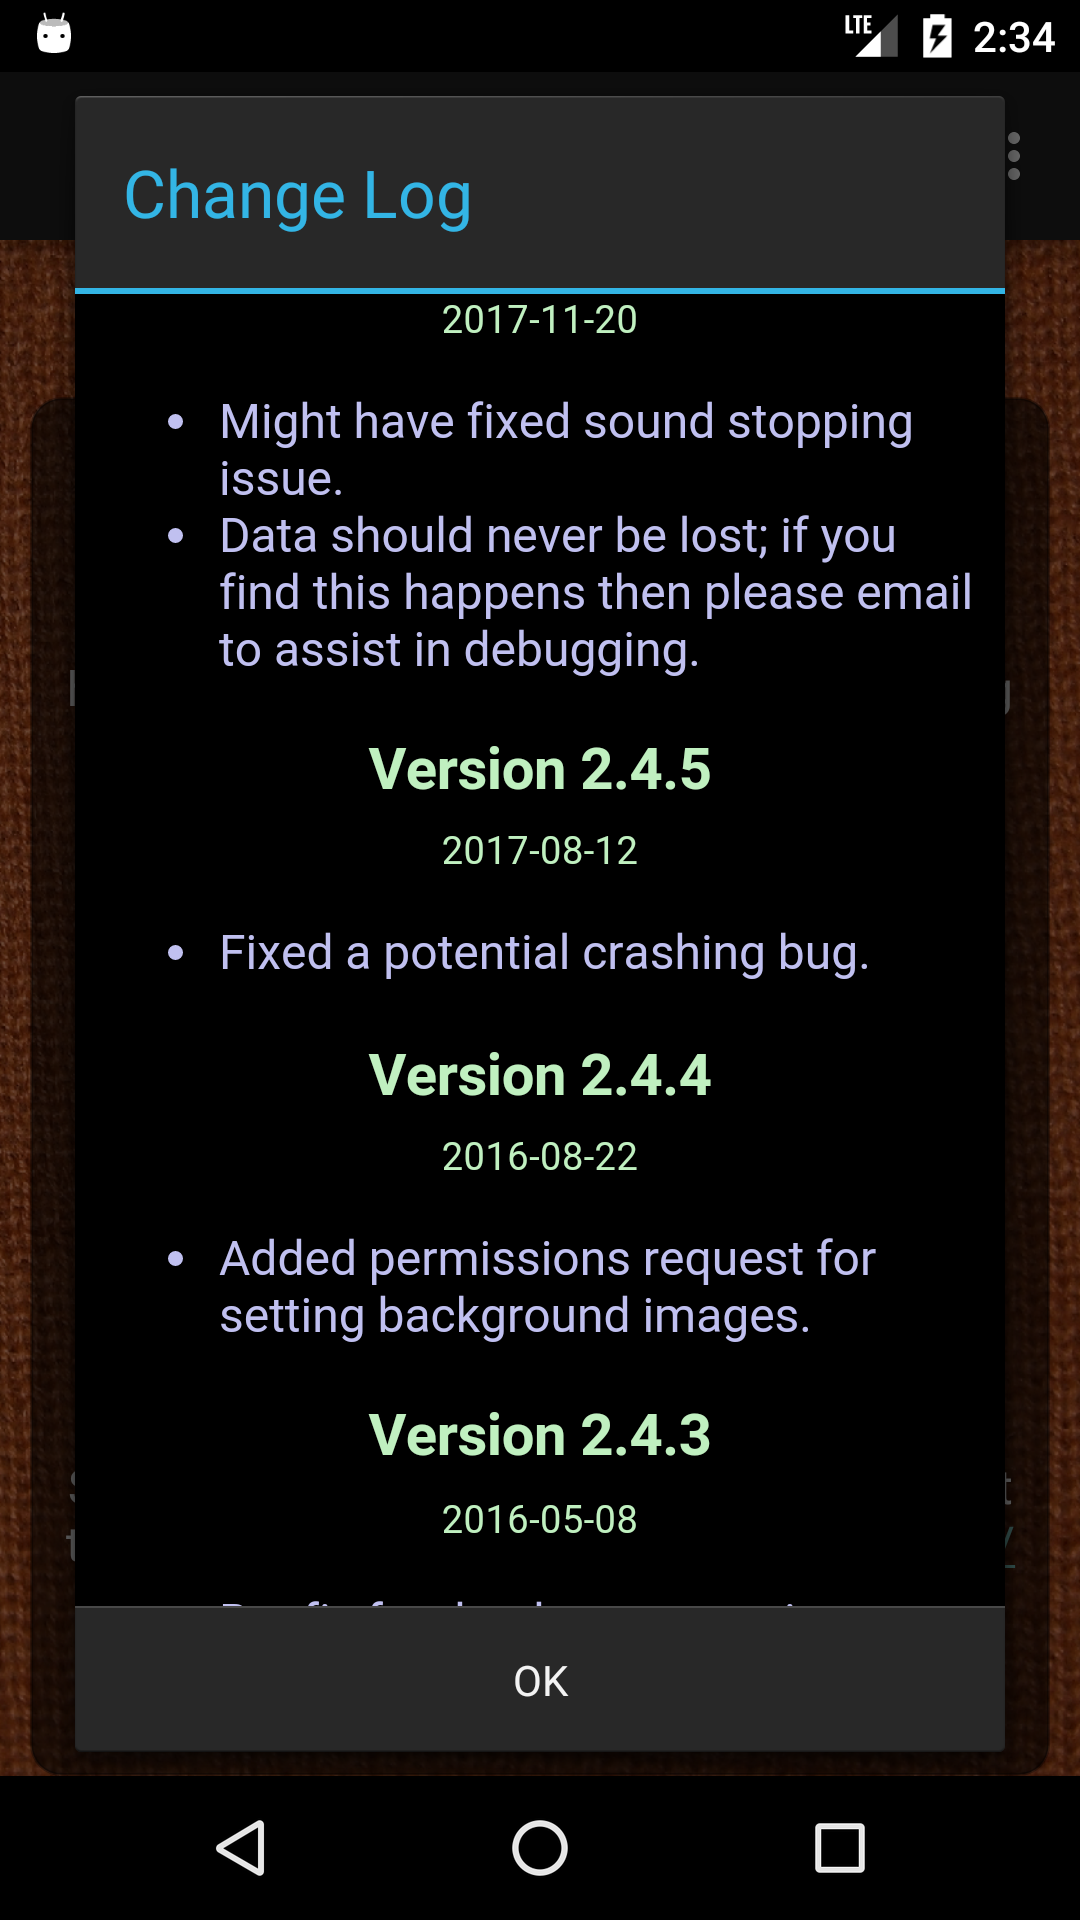 LTE 2:34
Change Log
2017-11-20
• Might have fixed sound stopping
issue.
• Data should never be lost; if you
find this happens then please email
to assist in debugging.
Version 2.4.5
2017-08-12
• Fixed a potential crashing bug.
Version 2.4.4
2016-08-22
• Added permissions request for
setting background images.
Version 2.4.3
2016-05-08
OK